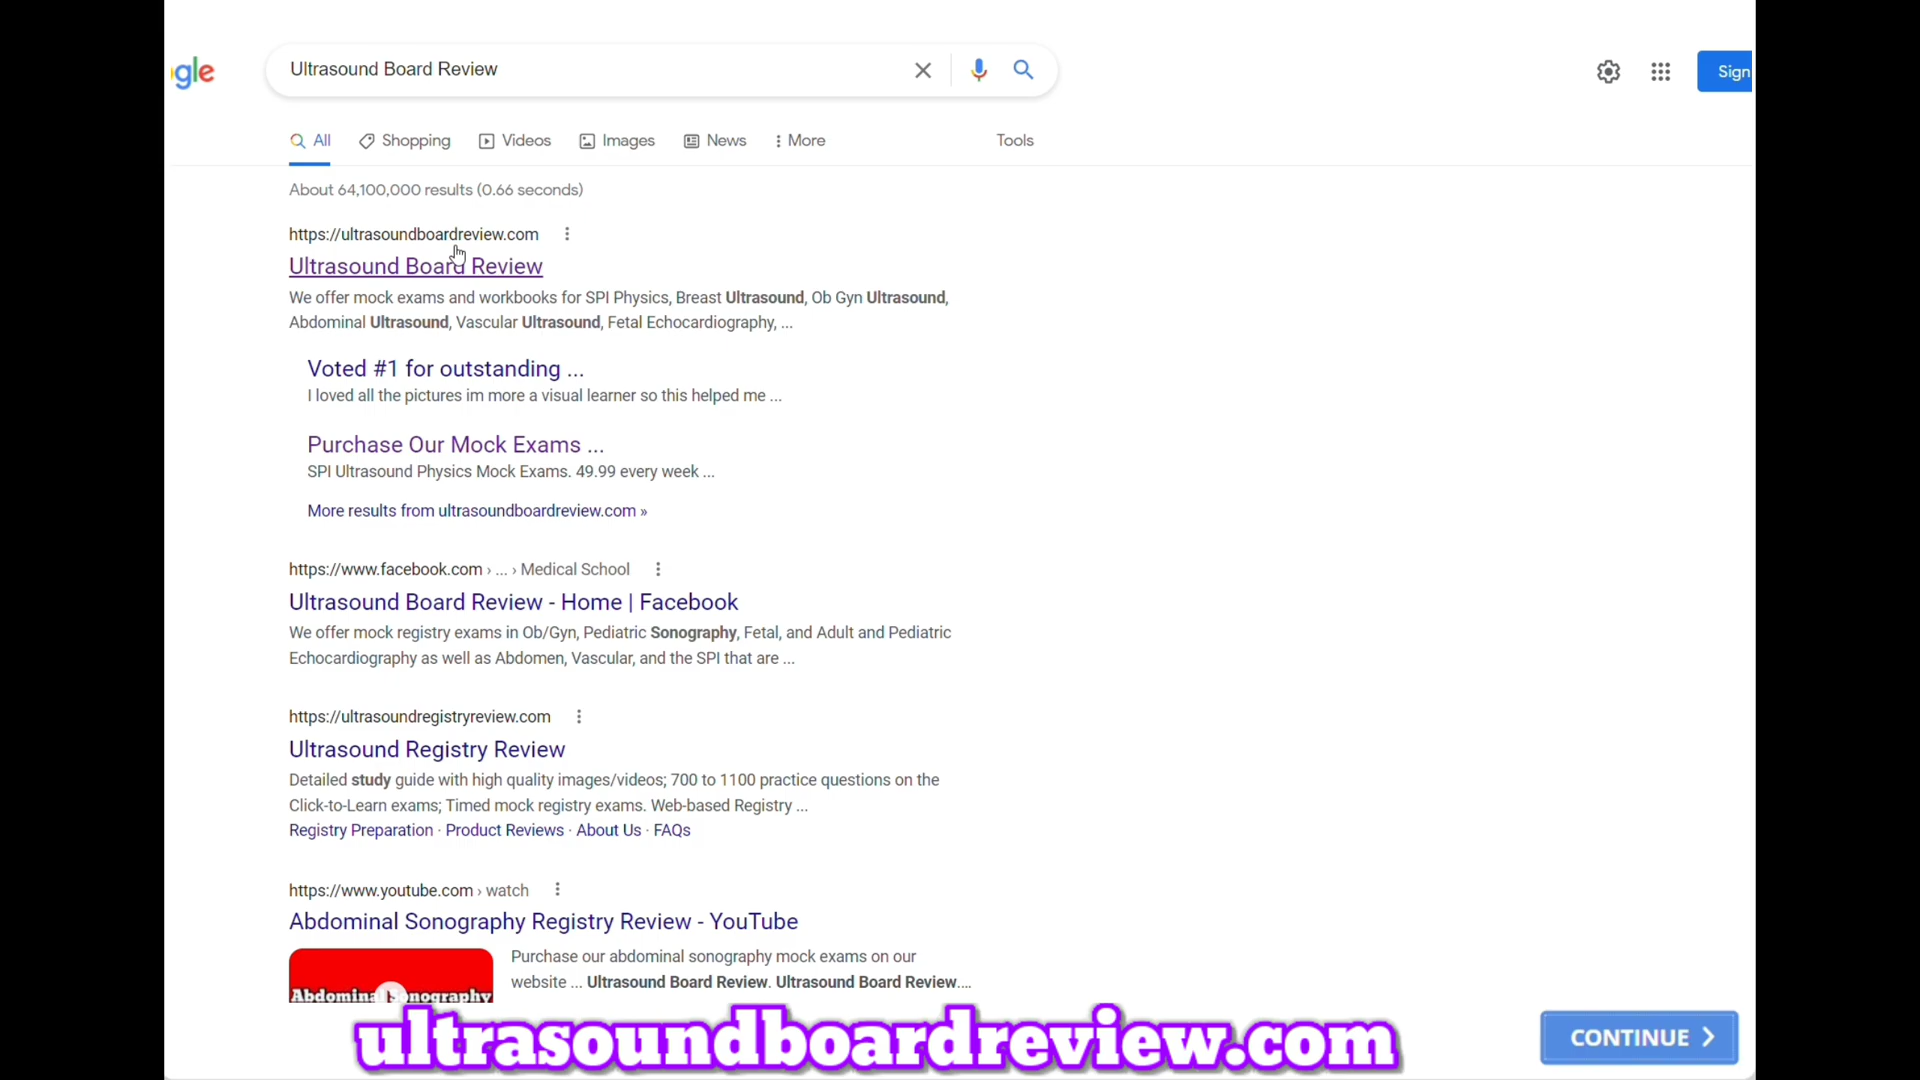 gle
Ultrasound Board Review
Sign
All
Shopping
Videos
Images
News
More
Tools
About 64,100,000 results (0.66 seconds)
https://ultrasoundboardreview.com
Ultrasound Board Review
We offer mock exams and workbooks for SPI Physics, Breast Ultrasound, Ob Gyn Ultrasound,
Abdominal Ultrasound, Vascular Ultrasound, Fetal Echocardiography, ...
Voted #1 for outstanding ...
I loved all the pictures im more a visual learner so this helped me ...
Purchase Our Mock Exams ...
SPI Ultrasound Physics Mock Exams. 49.99 every week ...
More results from ultrasoundboardreview.com »
https://www.facebook.com › ... › Medical School
Ultrasound Board Review - Home | Facebook
We offer mock registry exams in Ob/Gyn, Pediatric Sonography, Fetal, and Adult and Pediatric
Echocardiography as well as Abdomen, Vascular, and the SPI that are ...
https://ultrasoundregistryreview.com
Ultrasound Registry Review
Detailed study guide with high quality images/videos; 700 to 1100 practice questions on the
Click-to-Learn exams; Timed mock registry exams. Web-based Registry ...
Registry Preparation · Product Reviews · About Us · FAQs
https://www.youtube.com › watch
Abdominal Sonography Registry Review - YouTube
Purchase our abdominal sonography mock exams on our
website ... Ultrasound Board Review. Ultrasound Board Review....
Abdominal Sonography
ultrasoundboardreview.com
CONTINUE